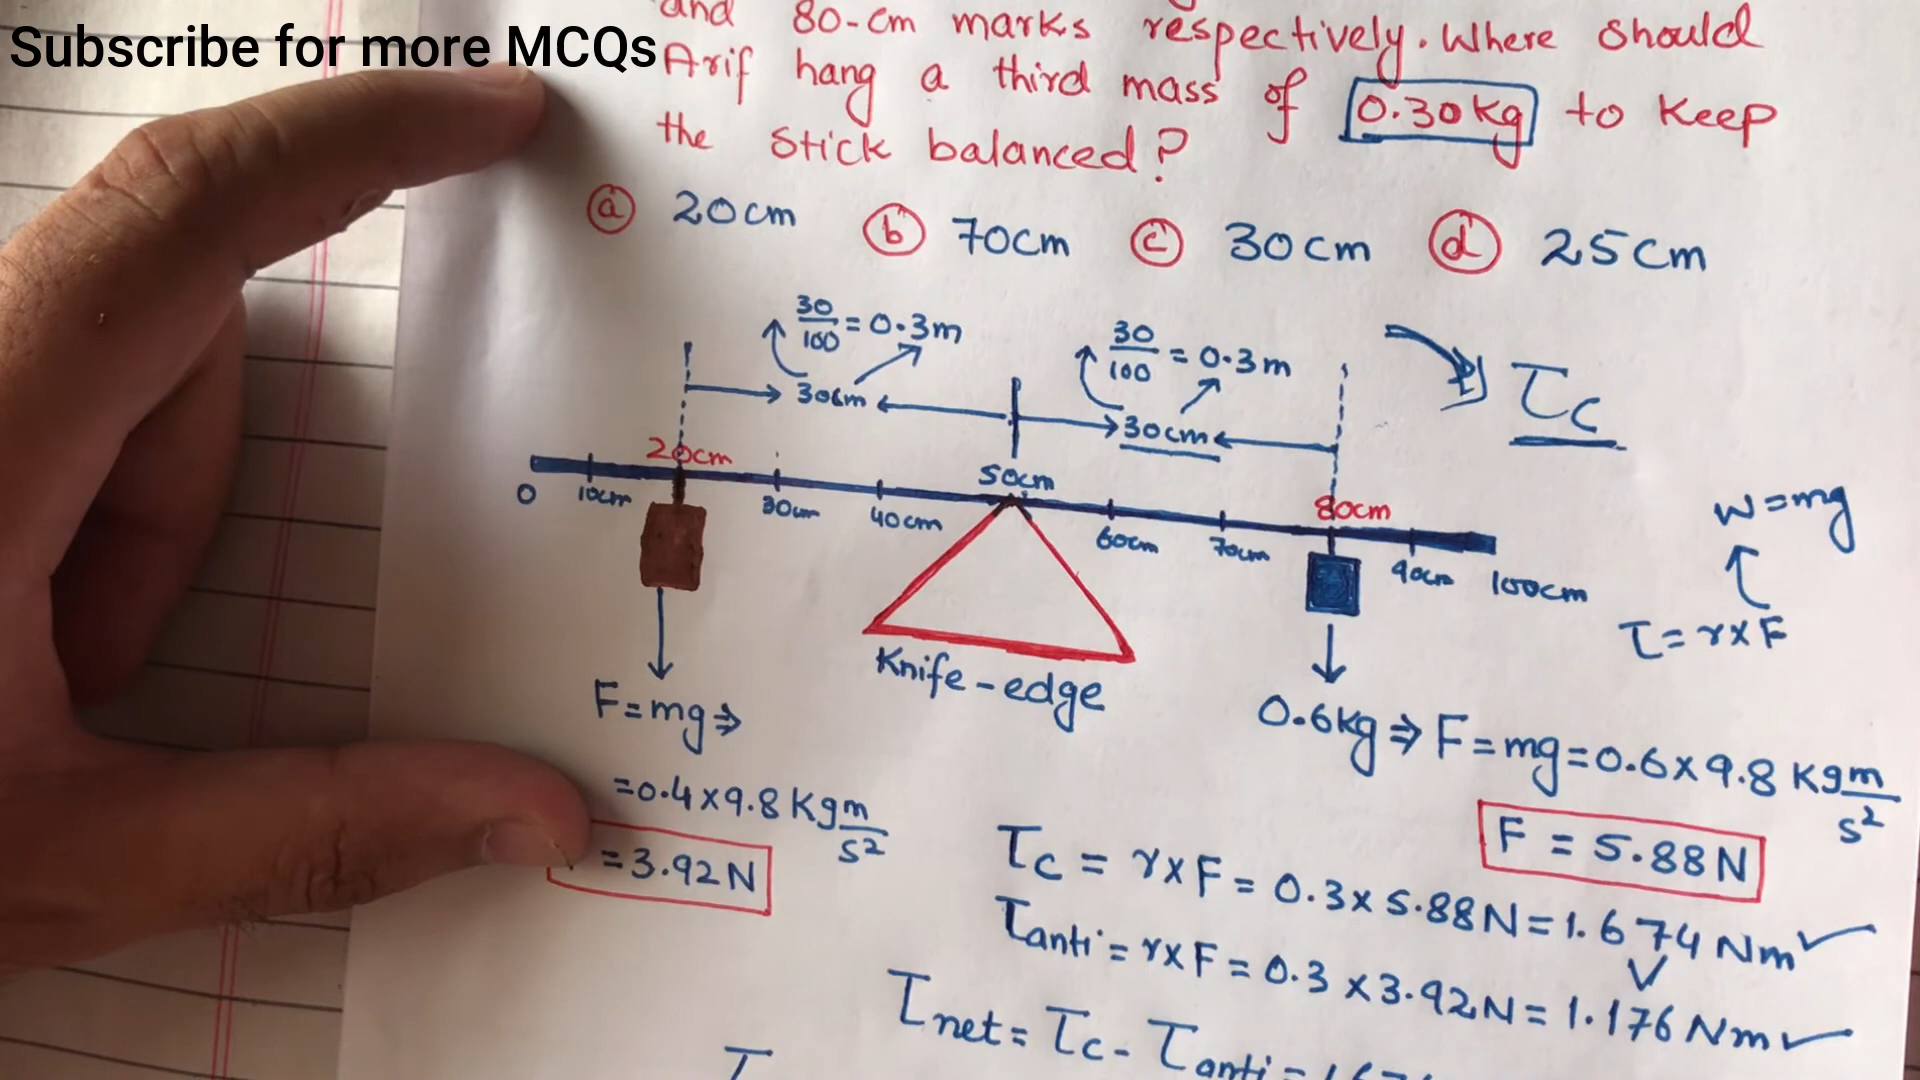 Subscribe for more MCQs
and 80-cm marks respectively. Where should
Arif hang a third mass of 0.30kg to keep
the stick balanced?
a 20cm b 70cm c 30cm d 25cm
30/100 = 0.3m
30/100 = 0.3m
30cm
30cm
τc
20cm
50cm
80cm
0 10cm 30cm 40cm 60cm 70cm 90cm 100cm
w=mg
τ=r×F
Knife-edge
F=mg⇒
0.6kg⇒F=mg=0.6×9.8 Kgm/s²
=0.4×9.8 Kgm/s²
F = 5.88N
=3.92N
τc = r×F = 0.3×5.88N=1.674 Nm✓
τanti = r×F = 0.3×3.92N=1.176 Nm✓
τnet= τc- τanti =